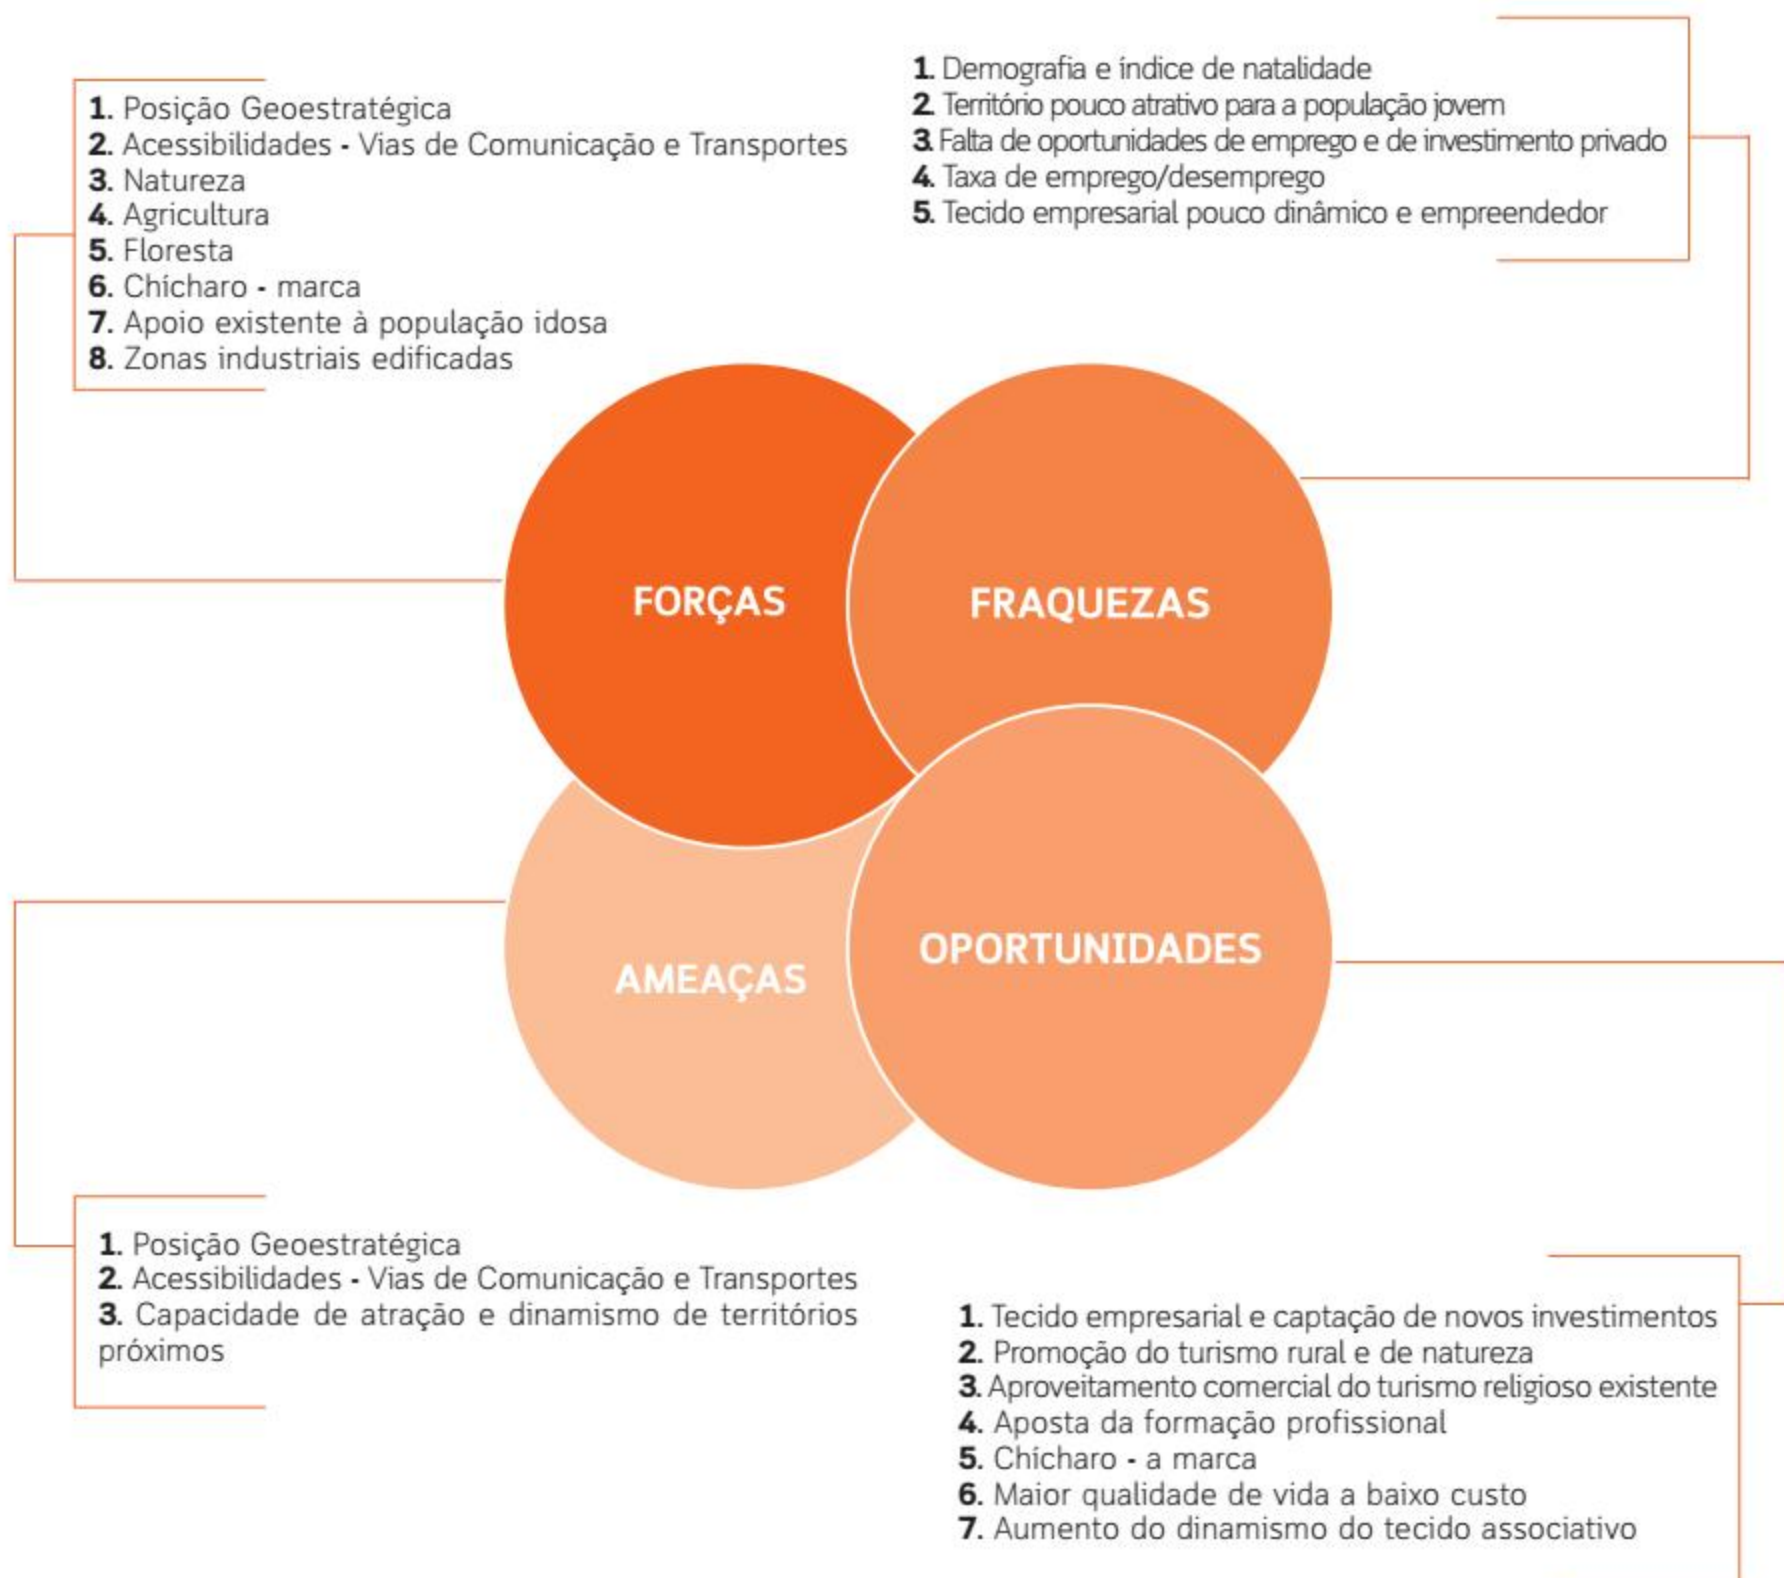 1. Posição Geoestratégica
2. Acessibilidades - Vias de Comunicação e Transportes
3. Natureza
4. Agricultura
5. Floresta
6. Chícharo - marca
7. Apoio existente à população idosa
8. Zonas industriais edificadas
1. Demografia e índice de natalidade
2. Território pouco atrativo para a população jovem
3. Falta de oportunidades de emprego e de investimento privado
4. Taxa de emprego/desemprego
5. Tecido empresarial pouco dinâmico e empreendedor
FORÇAS
FRAQUEZAS
AMEAÇAS
OPORTUNIDADES
1. Posição Geoestratégica
2. Acessibilidades - Vias de Comunicação e Transportes
3. Capacidade de atração e dinamismo de territórios
próximos
1. Tecido empresarial e captação de novos investimentos
2. Promoção do turismo rural e de natureza
3. Aproveitamento comercial do turismo religioso existente
4. Aposta da formação profissional
5. Chícharo - a marca
6. Maior qualidade de vida a baixo custo
7. Aumento do dinamismo do tecido associativo